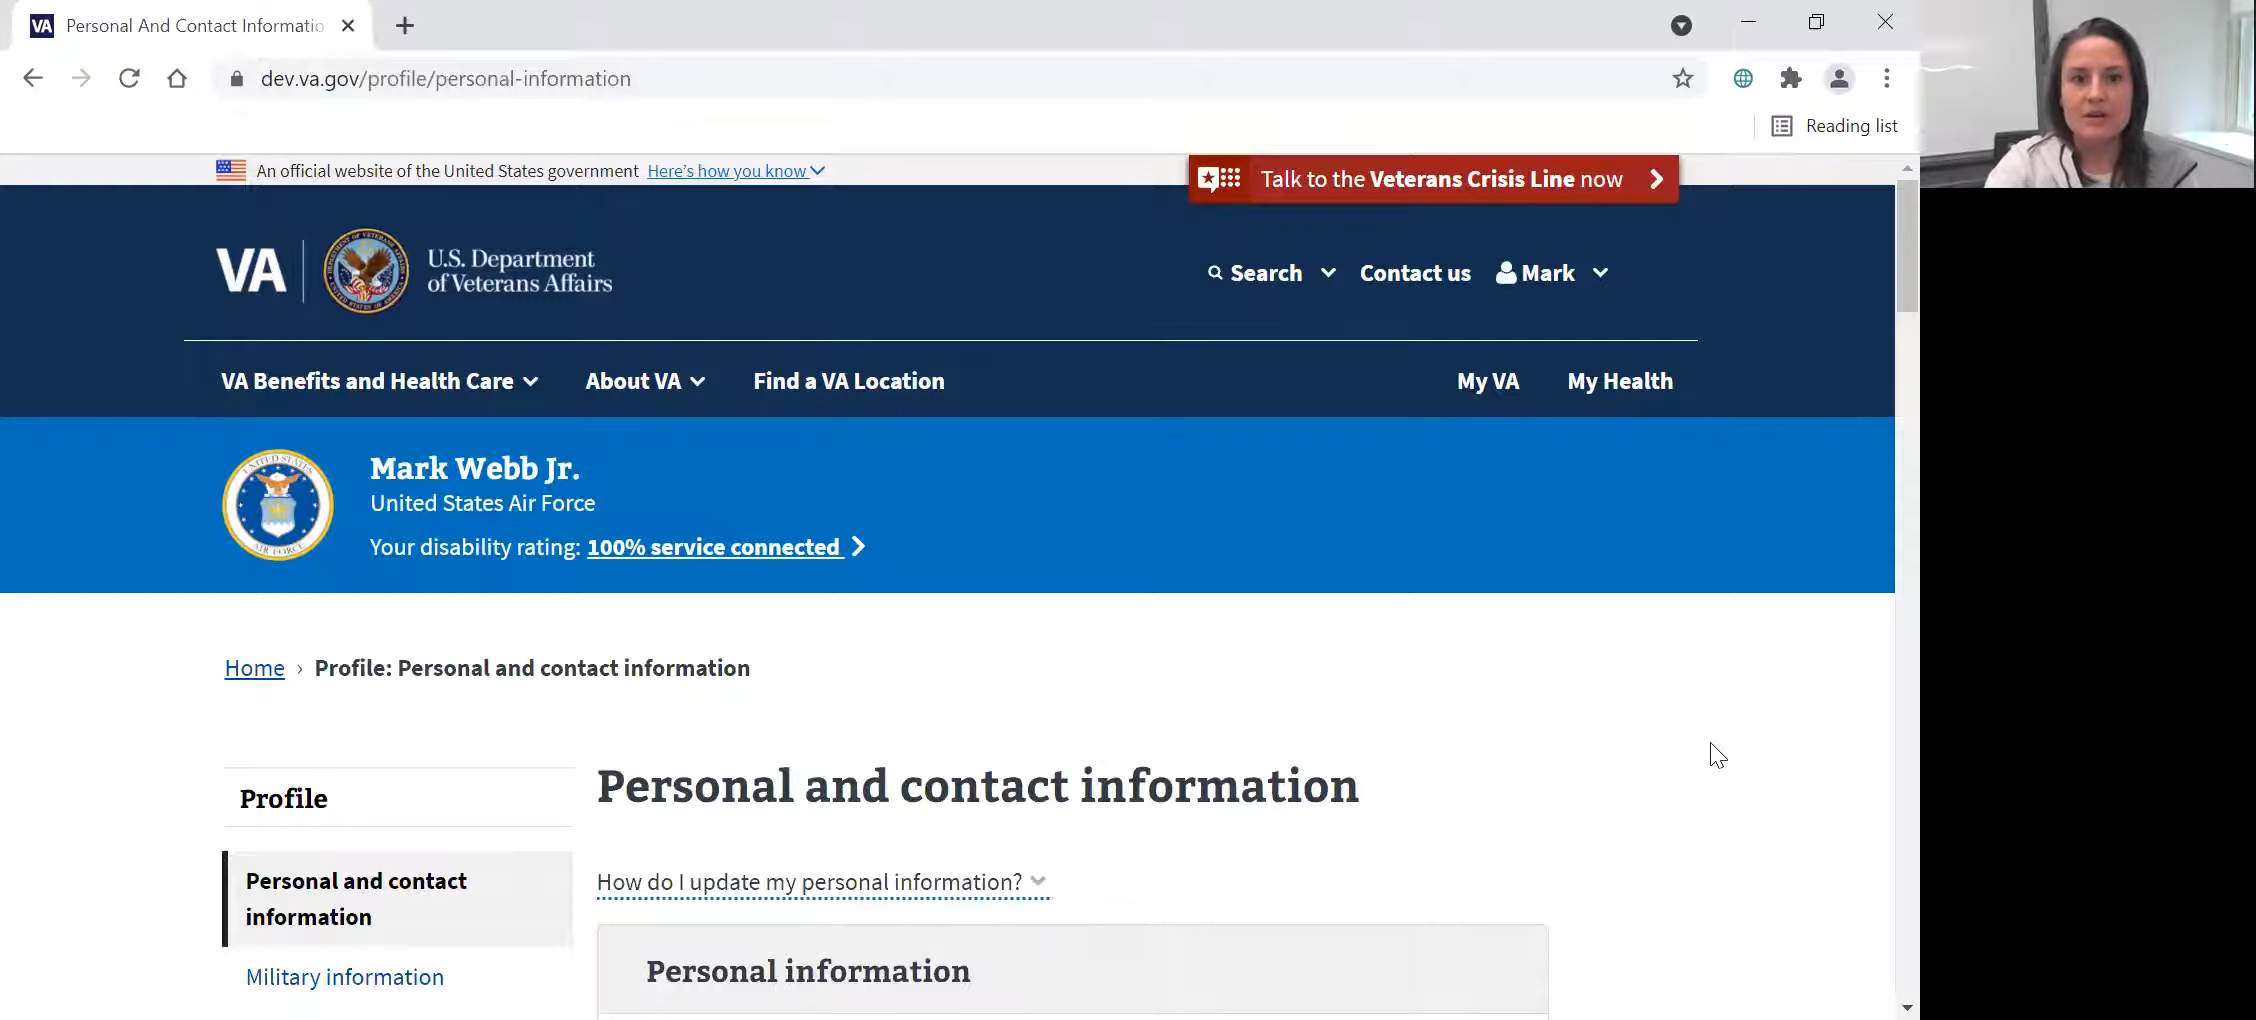 VA Personal And Contact Informatio
dev.va.gov/profile/personal-information
Reading list
An official website of the United States government Here's how you know
Talk to the Veterans Crisis Line now
VA
U.S. Department
of Veterans Affairs
Search Contact us Mark
VA Benefits and Health Care About VA Find a VA Location My VA My Health
Mark Webb Jr.
United States Air Force
Your disability rating: 100% service connected
UNITED STATES
AIR FORCE
Home › Profile: Personal and contact information
Profile
Personal and contact
information
Military information
Personal and contact information
How do I update my personal information?
Personal information